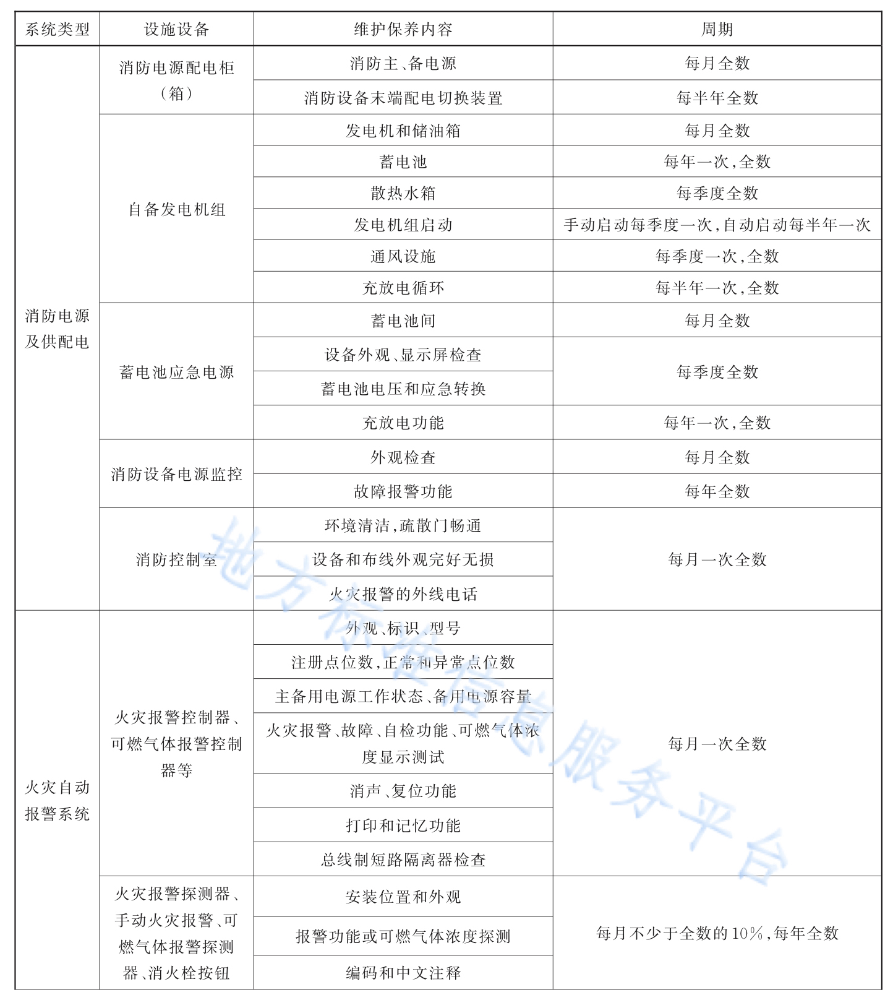 系统类型 设施设备 维护保养内容 周期
消防电源及供配电
消防电源配电柜
（箱）
消防主、备电源 每月全数
消防设备末端配电切换装置 每半年全数
自备发电机组
发电机和储油箱 每月全数
蓄电池 每年一次,全数
散热水箱 每季度全数
发电机组启动 手动启动每季度一次,自动启动每半年一次
通风设施 每季度一次,全数
充放电循环 每半年一次,全数
蓄电池应急电源
蓄电池间 每月全数
设备外观、显示屏检查
蓄电池电压和应急转换
每季度全数
充放电功能 每年一次,全数
消防设备电源监控
外观检查 每月全数
故障报警功能 每年全数
消防控制室
环境清洁,疏散门畅通
设备和布线外观完好无损
火灾报警的外线电话
每月一次全数
火灾自动
报警系统
火灾报警控制器、
可燃气体报警控制
器等
外观、标识、型号
注册点位数,正常和异常点位数
主备用电源工作状态、备用电源容量
火灾报警、故障、自检功能、可燃气体浓
度显示测试
消声、复位功能
打印和记忆功能
总线制短路隔离器检查
每月一次全数
火灾报警探测器、
手动火灾报警、可
燃气体报警探测
器、消火栓按钮
安装位置和外观
报警功能或可燃气体浓度探测
编码和中文注释
每月不少于全数的10%,每年全数
地方标准信息服务平台